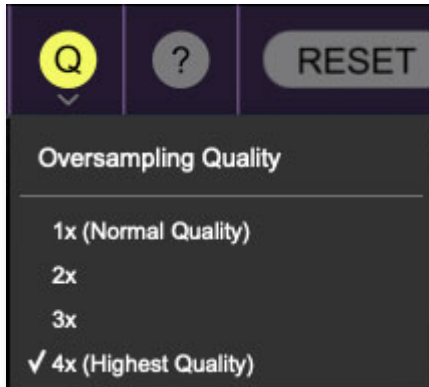 Q ? RESET
Oversampling Quality
1x (Normal Quality)
2x
3x
✓ 4x (Highest Quality)